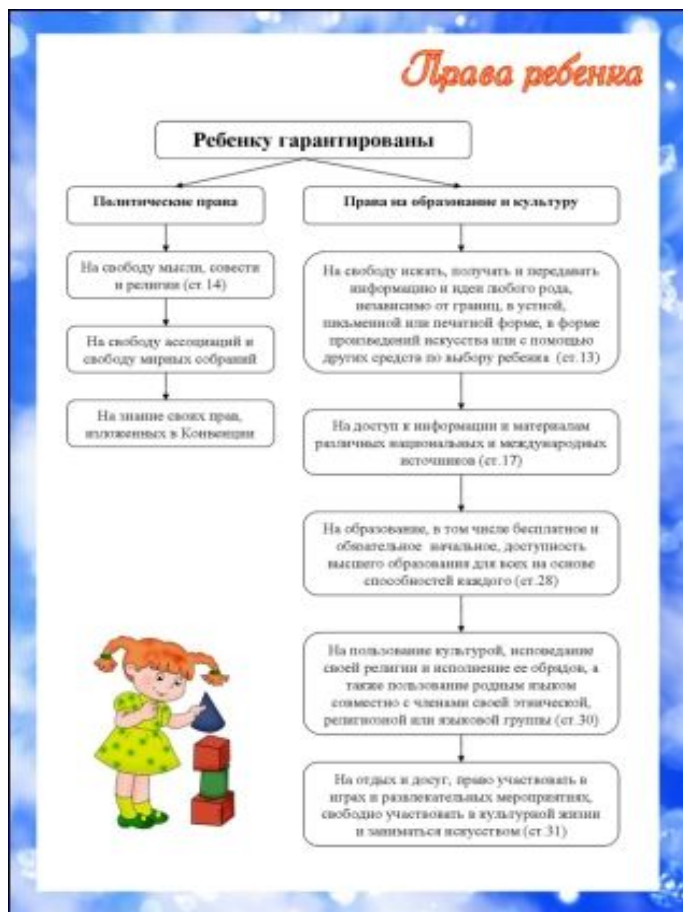 Права ребенка
Ребенку гарантированы
Политические права
На свободу мысли, совести
и религии (ст.14)
На свободу ассоциаций и
свободу мирных собраний
На знание своих прав,
изложенных в Конвенции
Права на образование и культуру
На свободу искать, получать и передавать
информацию и идеи любого рода,
независимо от границ, в устной,
письменной или печатной форме, в форме
произведений искусства или с помощью
других средств по выбору ребенка (ст.13)
На доступ к информации и материалам
различных национальных и международных
источников (ст.17)
На образование, в том числе бесплатное и
обязательное начальное, доступность
высшего образования для всех на основе
способностей каждого (ст.28)
На пользование культурой, исповедание
своей религии и исполнение ее обрядов, а
также пользование родным языком
совместно с членами своей этнической,
религиозной или языковой группы (ст.30)
На отдых и досуг, право участвовать в
играх и развлекательных мероприятиях,
свободно участвовать в культурной жизни
и заниматься искусством (ст.31)